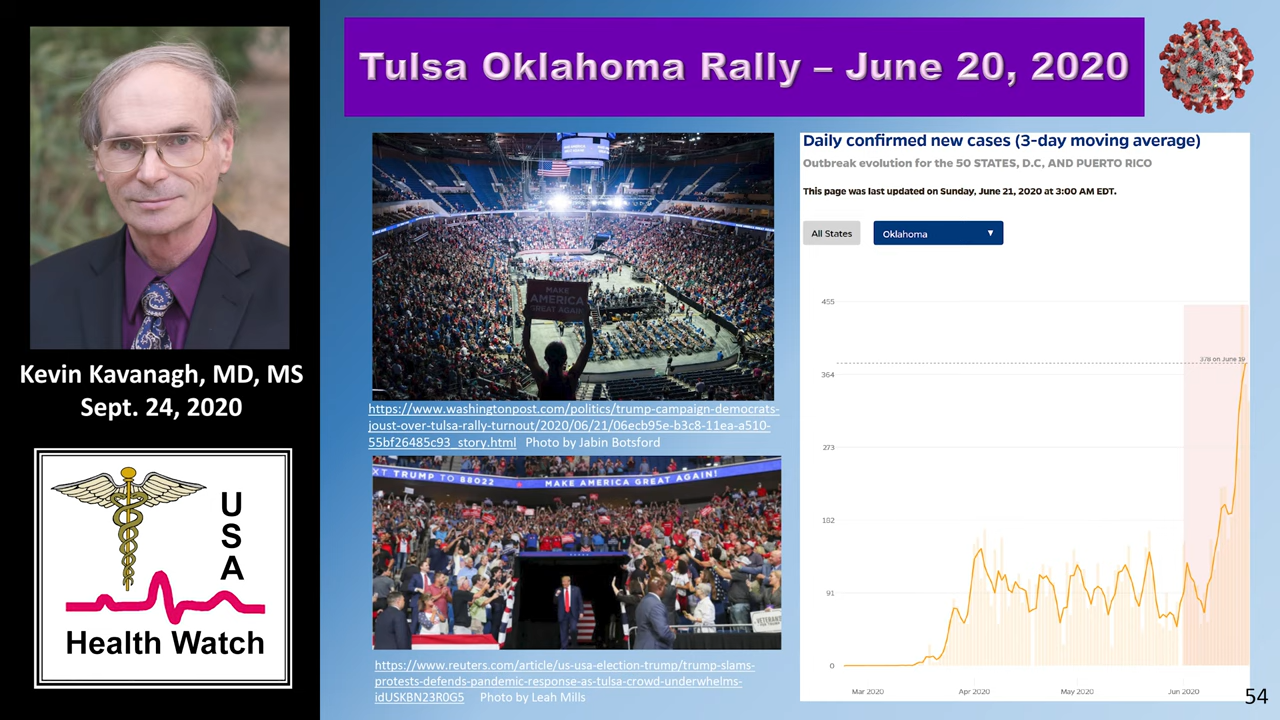 Tulsa Oklahoma Rally – June 20, 2020
Kevin Kavanagh, MD, MS
Sept. 24, 2020
USA
Health Watch
MAKE
AMERICA
GREAT AGAIN
https://www.washingtonpost.com/politics/trump-campaign-democrats-
joust-over-tulsa-rally-turnout/2020/06/21/06ecb95e-b3c8-11ea-a510-
55bf26485c93_story.html Photo by Jabin Botsford
XT TRUMP TO 88022 MAKE AMERICA GREAT AGAIN!
VETERANS
https://www.reuters.com/article/us-usa-election-trump/trump-slams-
protests-defends-pandemic-response-as-tulsa-crowd-underwhelms-
idUSKBN23R0G5 Photo by Leah Mills
Daily confirmed new cases (3-day moving average)
Outbreak evolution for the 50 STATES, D.C, AND PUERTO RICO
This page was last updated on Sunday, June 21, 2020 at 3:00 AM EDT.
All States Oklahoma
455
378 on June 19
364
273
182
91
0
Mar 2020 Apr 2020 May 2020 Jun 2020
54